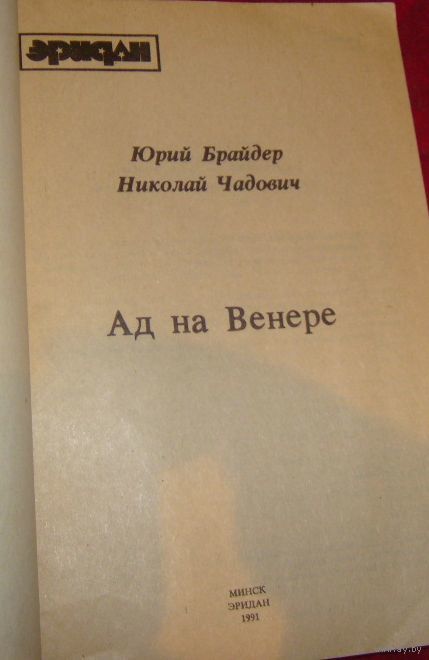 эридан
Юрий Брайдер
Николай Чадович
Ад на Венере
МИНСК
ЭРИДАН
1991